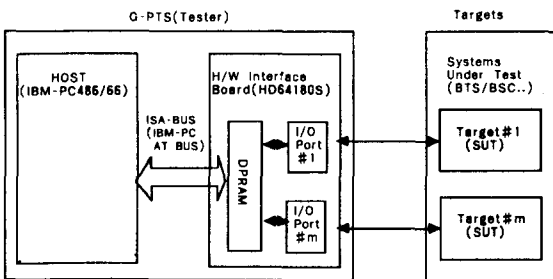 G-PTS(Tester)
Targets
HOST
(IBM-PC486/66)
ISA-BUS
(IBM-PC
AT BUS)
H/W Interface
Board(HD64180S)
DPRAM
I/O
Port
#1
I/O
Port
#m
Systems
Under Test
(BTS/BSC..)
Target#1
(SUT)
Target#m
(SUT)